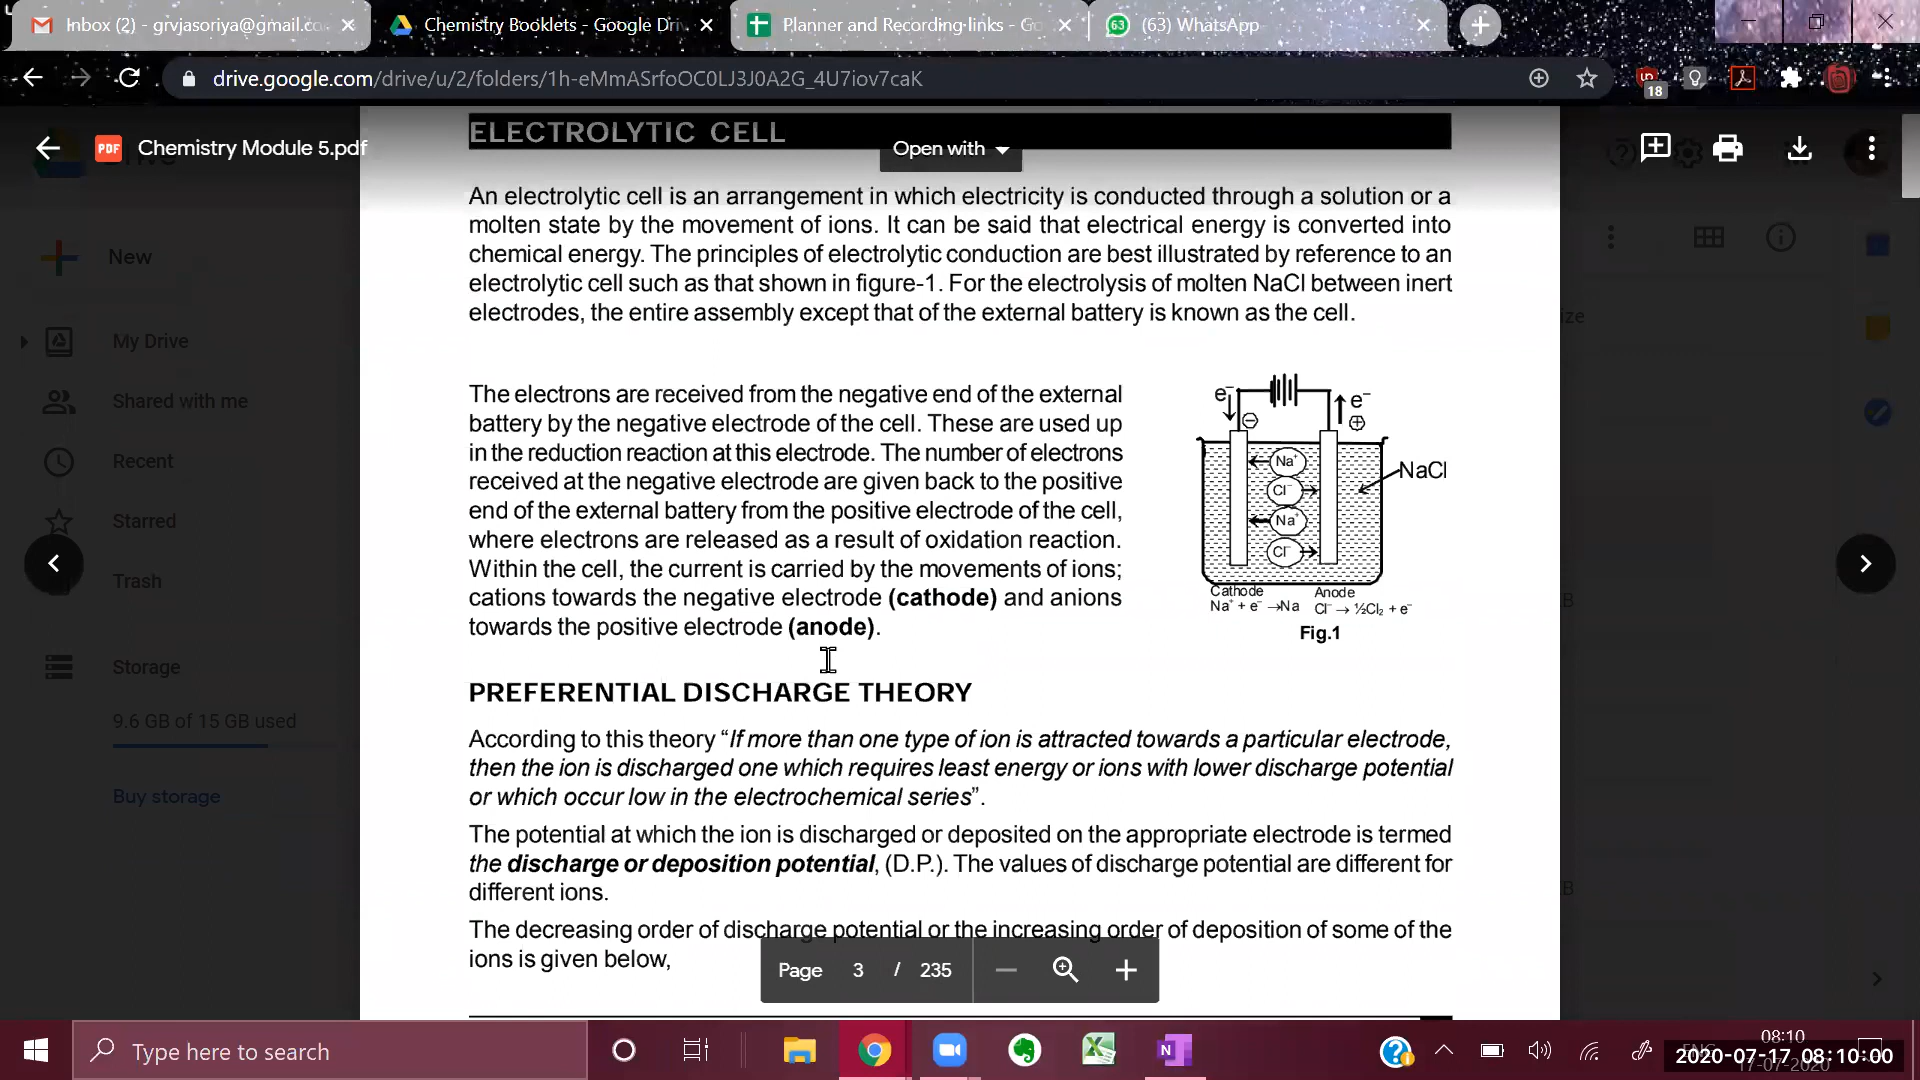 Inbox (2) - grvjasoriya@gmail.co
Chemistry Booklets - Google Driv
Planner and Recording links - Go
63
(63) WhatsApp
drive.google.com/drive/u/2/folders/1h-eMmASrfoOC0LJ3J0A2G_4U7iov7caK
18
PDF
Chemistry Module 5.pdf
Open with
New
My Drive
Shared with me
Recent
Starred
Trash
Storage
9.6 GB of 15 GB used
Buy storage
ELECTROLYTIC CELL
An electrolytic cell is an arrangement in which electricity is conducted through a solution or a
molten state by the movement of ions. It can be said that electrical energy is converted into
chemical energy. The principles of electrolytic conduction are best illustrated by reference to an
electrolytic cell such as that shown in figure-1. For the electrolysis of molten NaCl between inert
electrodes, the entire assembly except that of the external battery is known as the cell.
The electrons are received from the negative end of the external
battery by the negative electrode of the cell. These are used up
in the reduction reaction at this electrode. The number of electrons
received at the negative electrode are given back to the positive
end of the external battery from the positive electrode of the cell,
where electrons are released as a result of oxidation reaction.
Within the cell, the current is carried by the movements of ions;
cations towards the negative electrode (cathode) and anions
towards the positive electrode (anode).
e⁻ e⁻
⊖ ⊕
Na⁺
Cl⁻
Na⁺
Cl⁻
NaCl
Cathode Anode
Na⁺ + e⁻ →Na Cl⁻ → ½Cl₂ + e⁻
Fig.1
PREFERENTIAL DISCHARGE THEORY
According to this theory “If more than one type of ion is attracted towards a particular electrode,
then the ion is discharged one which requires least energy or ions with lower discharge potential
or which occur low in the electrochemical series”.
The potential at which the ion is discharged or deposited on the appropriate electrode is termed
the discharge or deposition potential, (D.P.). The values of discharge potential are different for
different ions.
The decreasing order of discharge potential or the increasing order of deposition of some of the
ions is given below,
Page 3 / 235
Type here to search
08:10
2020-07-17 08:10:00
17-07-2020